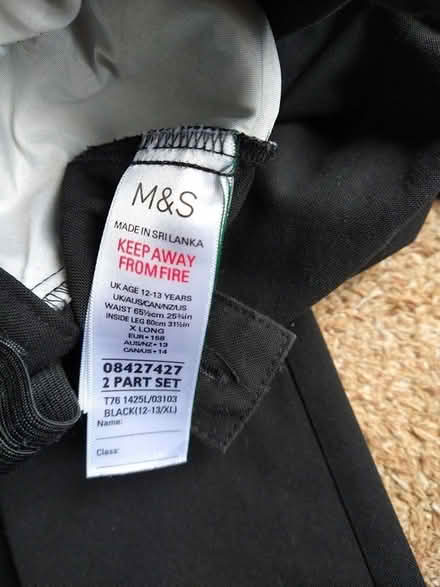 M&S
MADE IN SRI LANKA
KEEP AWAY
FROM FIRE
UK AGE 12-13 YEARS
UK/AUS/CAN/NZ/US
WAIST 65½cm 25¾in
INSIDE LEG 80cm 31½in
X LONG
EUR • 158
AUS/NZ • 13
CAN/US • 14
08427427
2 PART SET
T76 1425L/03103
BLACK(12-13/XL)
Name:
Class: